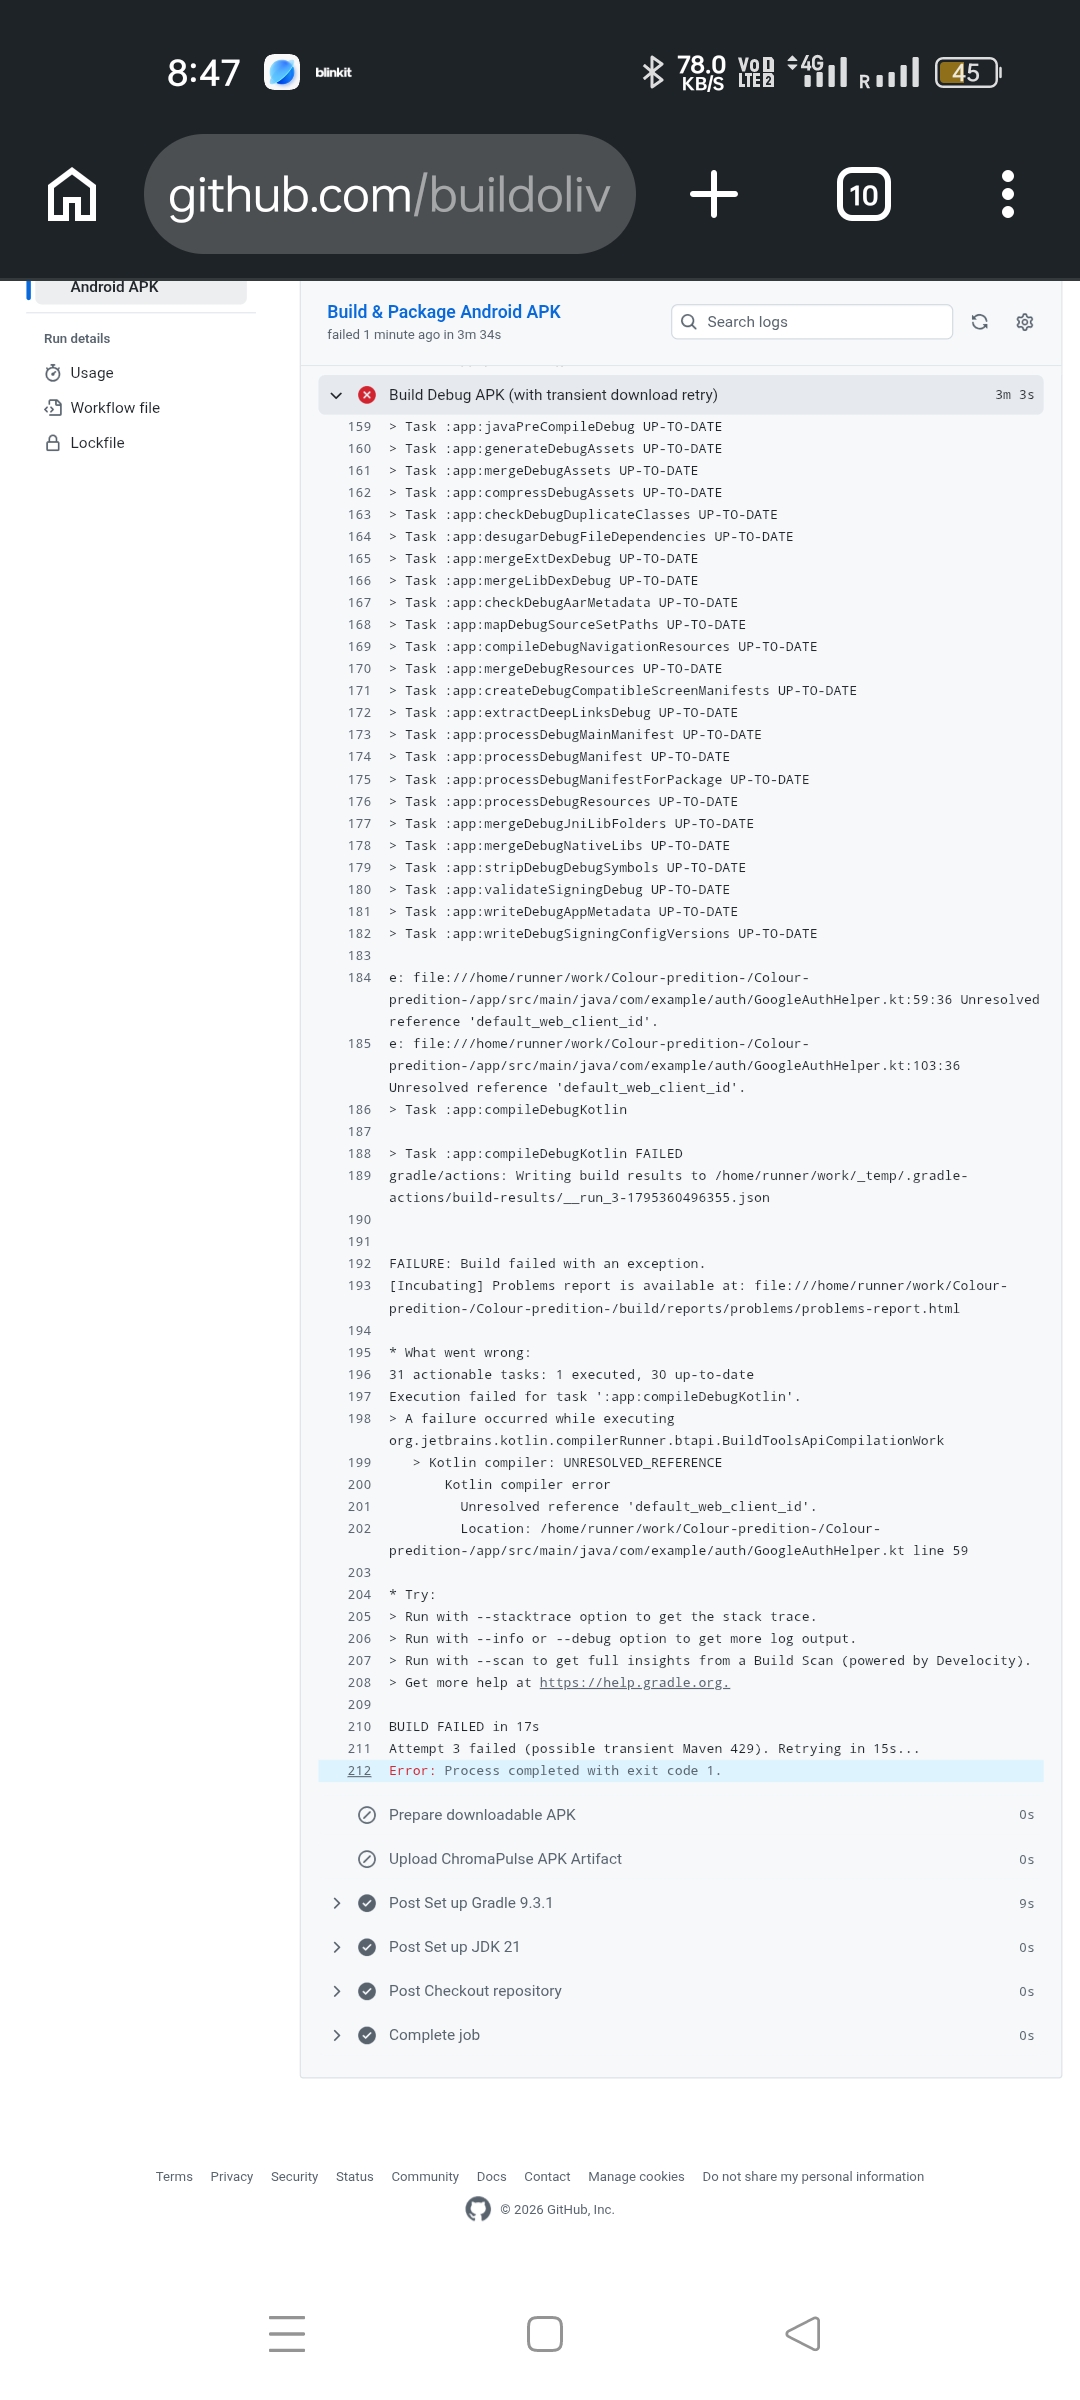 8:47
blinkit
78.0 KB/S
Vo 1 LTE 2
4G
R
45
github.com/buildoliv
10
Android APK
Run details
Usage
Workflow file
Lockfile
Build & Package Android APK
failed 1 minute ago in 3m 34s
Search logs
Build Debug APK (with transient download retry) 3m 3s
159 > Task :app:javaPreCompileDebug UP-TO-DATE
160 > Task :app:generateDebugAssets UP-TO-DATE
161 > Task :app:mergeDebugAssets UP-TO-DATE
162 > Task :app:compressDebugAssets UP-TO-DATE
163 > Task :app:checkDebugDuplicateClasses UP-TO-DATE
164 > Task :app:desugarDebugFileDependencies UP-TO-DATE
165 > Task :app:mergeExtDexDebug UP-TO-DATE
166 > Task :app:mergeLibDexDebug UP-TO-DATE
167 > Task :app:checkDebugAarMetadata UP-TO-DATE
168 > Task :app:mapDebugSourceSetPaths UP-TO-DATE
169 > Task :app:compileDebugNavigationResources UP-TO-DATE
170 > Task :app:mergeDebugResources UP-TO-DATE
171 > Task :app:createDebugCompatibleScreenManifests UP-TO-DATE
172 > Task :app:extractDeepLinksDebug UP-TO-DATE
173 > Task :app:processDebugMainManifest UP-TO-DATE
174 > Task :app:processDebugManifest UP-TO-DATE
175 > Task :app:processDebugManifestForPackage UP-TO-DATE
176 > Task :app:processDebugResources UP-TO-DATE
177 > Task :app:mergeDebugJniLibFolders UP-TO-DATE
178 > Task :app:mergeDebugNativeLibs UP-TO-DATE
179 > Task :app:stripDebugDebugSymbols UP-TO-DATE
180 > Task :app:validateSigningDebug UP-TO-DATE
181 > Task :app:writeDebugAppMetadata UP-TO-DATE
182 > Task :app:writeDebugSigningConfigVersions UP-TO-DATE
183
184 e: file:///home/runner/work/Colour-predition-/Colour-
predition-/app/src/main/java/com/example/auth/GoogleAuthHelper.kt:59:36 Unresolved
reference 'default_web_client_id'.
185 e: file:///home/runner/work/Colour-predition-/Colour-
predition-/app/src/main/java/com/example/auth/GoogleAuthHelper.kt:103:36
Unresolved reference 'default_web_client_id'.
186 > Task :app:compileDebugKotlin
187
188 > Task :app:compileDebugKotlin FAILED
189 gradle/actions: Writing build results to /home/runner/work/_temp/.gradle-
actions/build-results/__run_3-1795360496355.json
190
191
192 FAILURE: Build failed with an exception.
193 [Incubating] Problems report is available at: file:///home/runner/work/Colour-
predition-/Colour-predition-/build/reports/problems/problems-report.html
194
195 * What went wrong:
196 31 actionable tasks: 1 executed, 30 up-to-date
197 Execution failed for task ':app:compileDebugKotlin'.
198 > A failure occurred while executing
org.jetbrains.kotlin.compilerRunner.btapi.BuildToolsApiCompilationWork
199 > Kotlin compiler: UNRESOLVED_REFERENCE
200 Kotlin compiler error
201 Unresolved reference 'default_web_client_id'.
202 Location: /home/runner/work/Colour-predition-/Colour-
predition-/app/src/main/java/com/example/auth/GoogleAuthHelper.kt line 59
203
204 * Try:
205 > Run with --stacktrace option to get the stack trace.
206 > Run with --info or --debug option to get more log output.
207 > Run with --scan to get full insights from a Build Scan (powered by Develocity).
208 > Get more help at https://help.gradle.org.
209
210 BUILD FAILED in 17s
211 Attempt 3 failed (possible transient Maven 429). Retrying in 15s...
212 Error: Process completed with exit code 1.
Prepare downloadable APK 0s
Upload ChromaPulse APK Artifact 0s
Post Set up Gradle 9.3.1 9s
Post Set up JDK 21 0s
Post Checkout repository 0s
Complete job 0s
Terms Privacy Security Status Community Docs Contact Manage cookies Do not share my personal information
© 2026 GitHub, Inc.